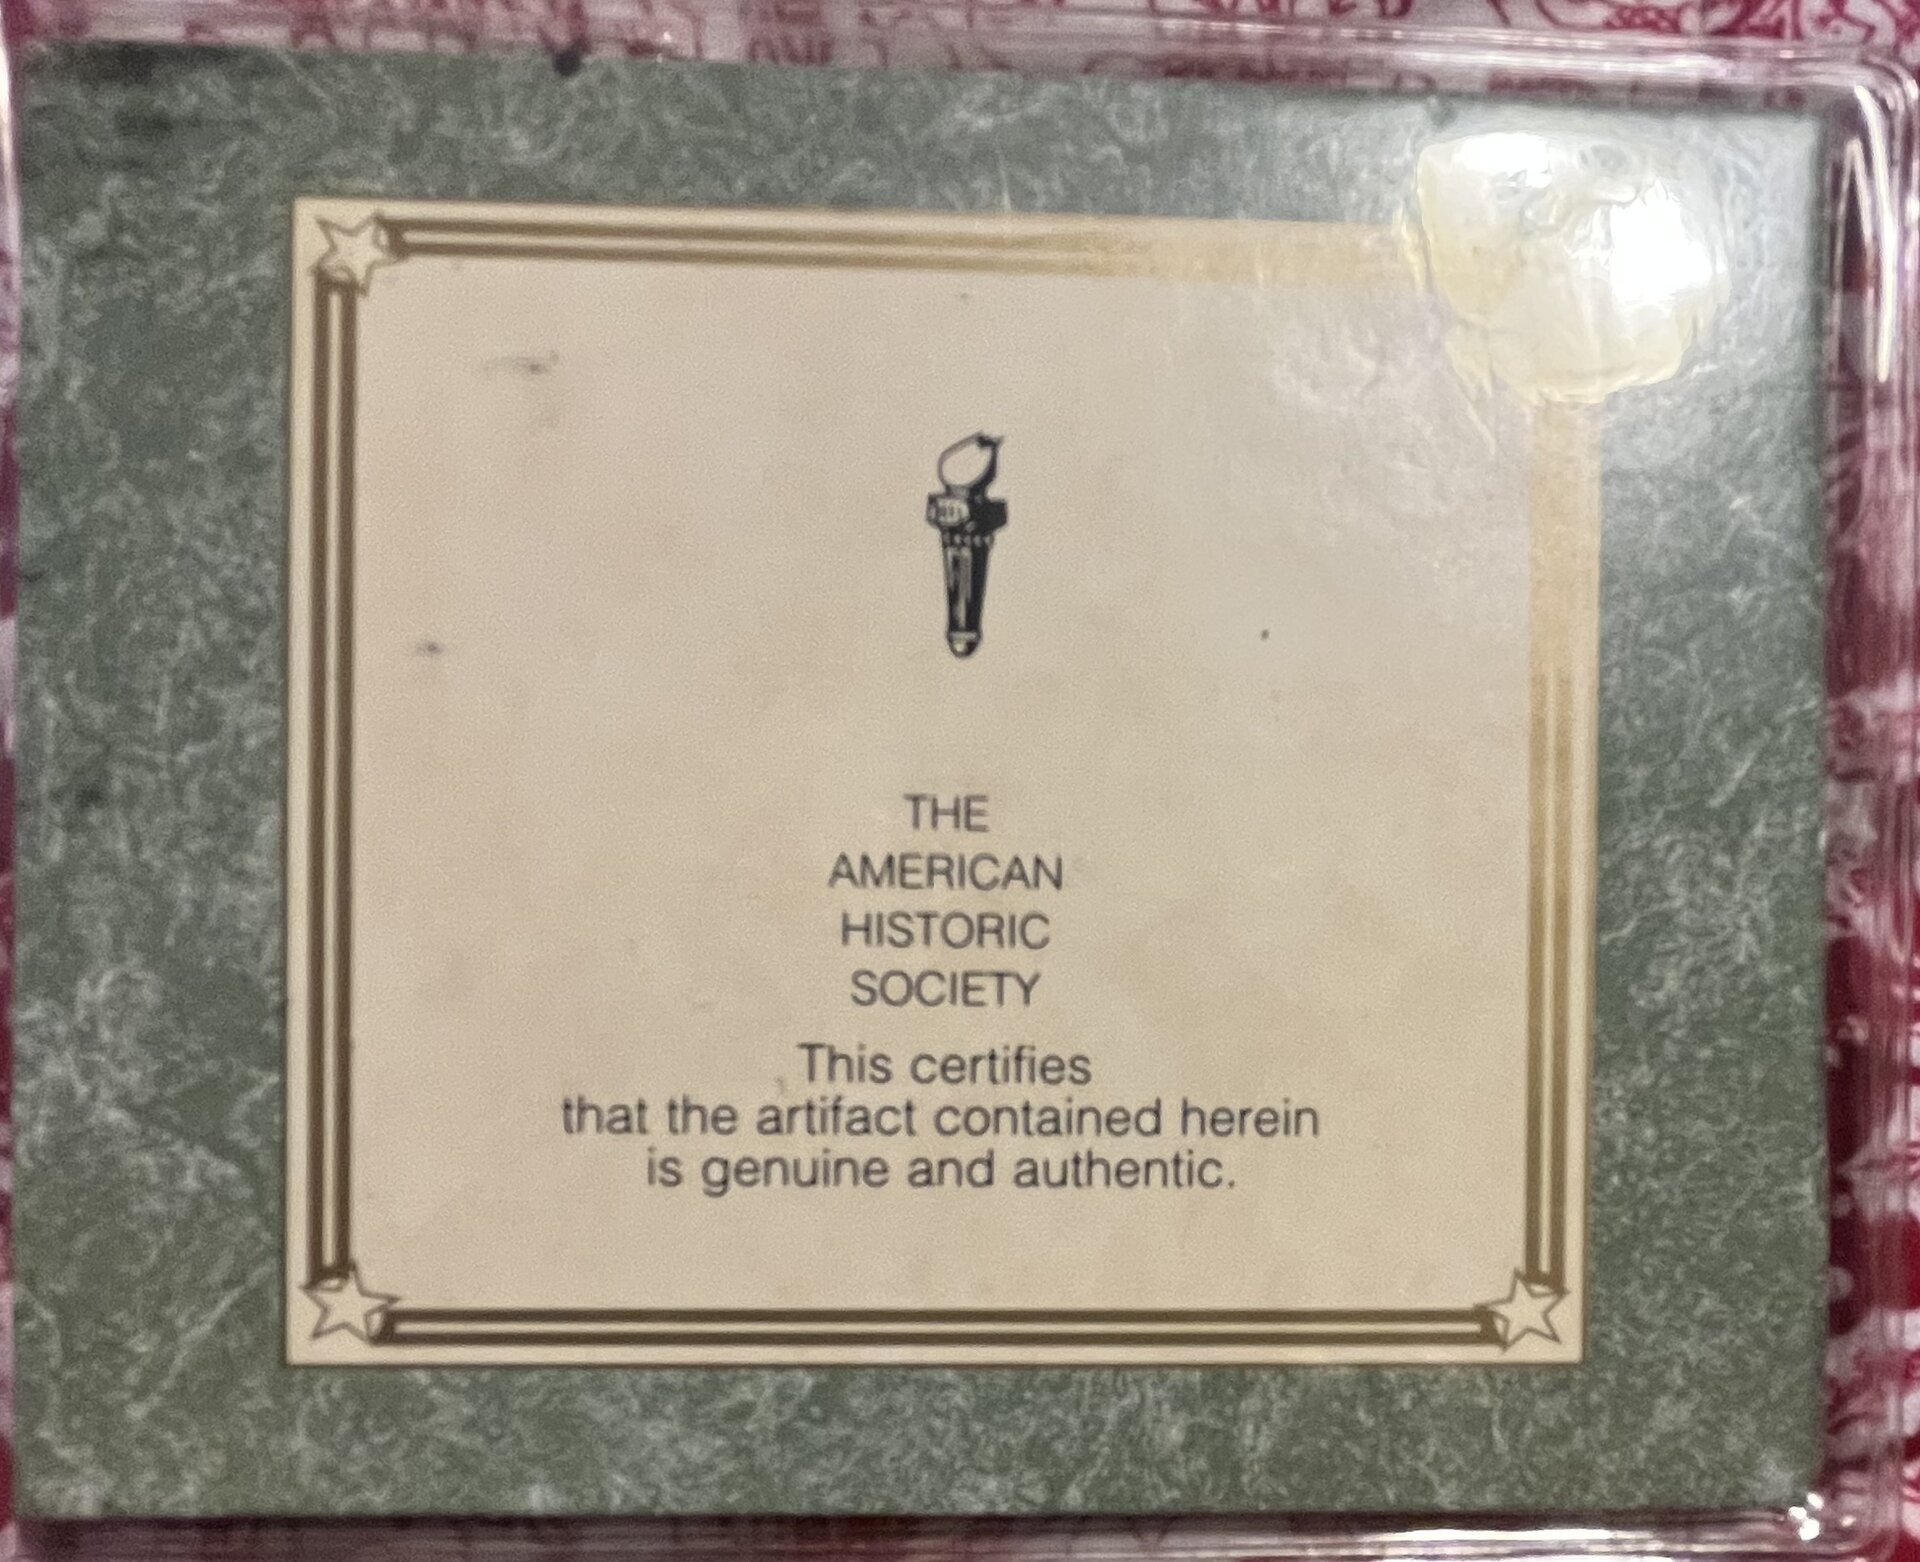 THE
AMERICAN
HISTORIC
SOCIETY
This certifies
that the artifact contained herein
is genuine and authentic.